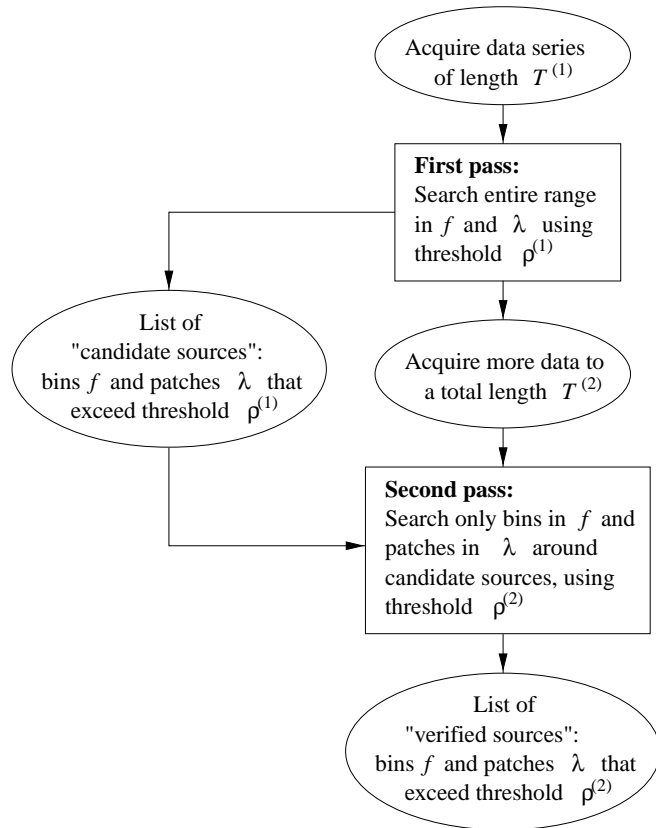 Acquire data series
of length T^(1)
First pass:
Search entire range
in f and λ using
threshold ρ^(1)
List of
"candidate sources":
bins f and patches λ that
exceed threshold ρ^(1)
Acquire more data to
a total length T^(2)
Second pass:
Search only bins in f and
patches in λ around
candidate sources, using
threshold ρ^(2)
List of
"verified sources":
bins f and patches λ that
exceed threshold ρ^(2)